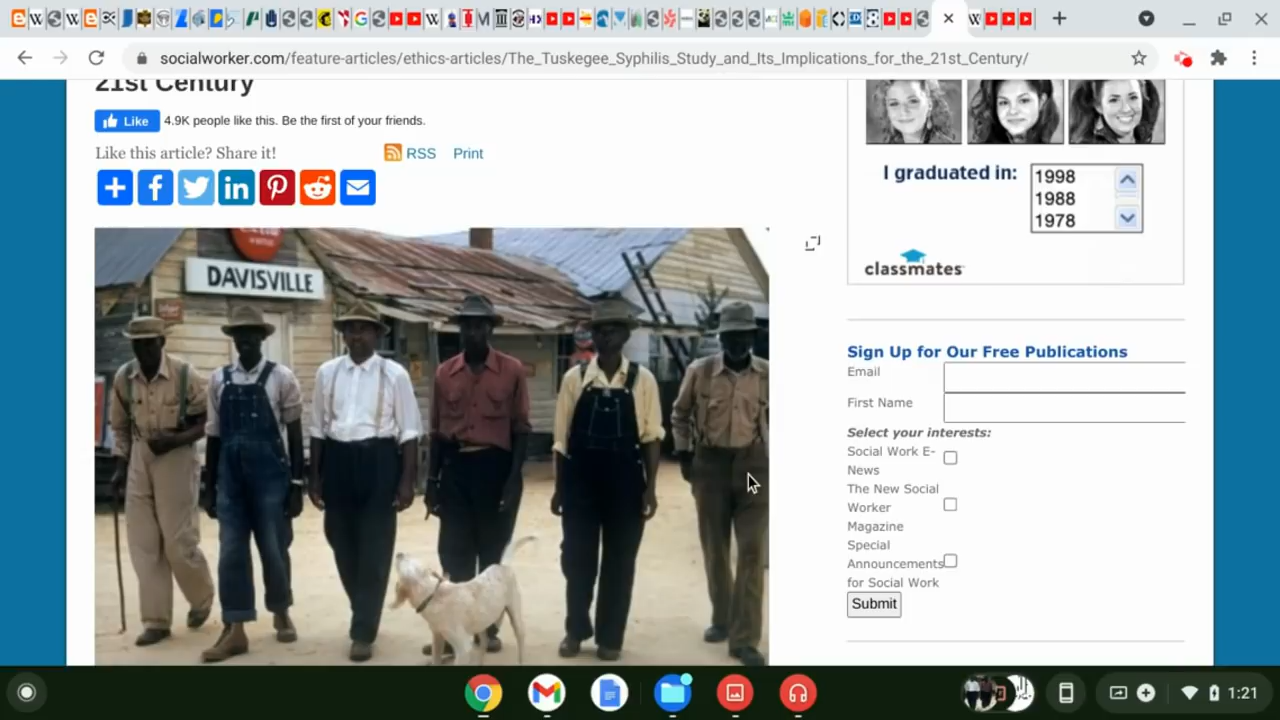 socialworker.com/feature-articles/ethics-articles/The_Tuskegee_Syphilis_Study_and_Its_Implications_for_the_21st_Century/
21st Century
Like 4.9K people like this. Be the first of your friends.
Like this article? Share it!
RSS Print
DAVISVILLE
I graduated in:
1998
1988
1978
classmates
Sign Up for Our Free Publications
Email
First Name
Select your interests:
Social Work E-
News
The New Social
Worker
Magazine
Special
Announcements
for Social Work
Submit
1:21